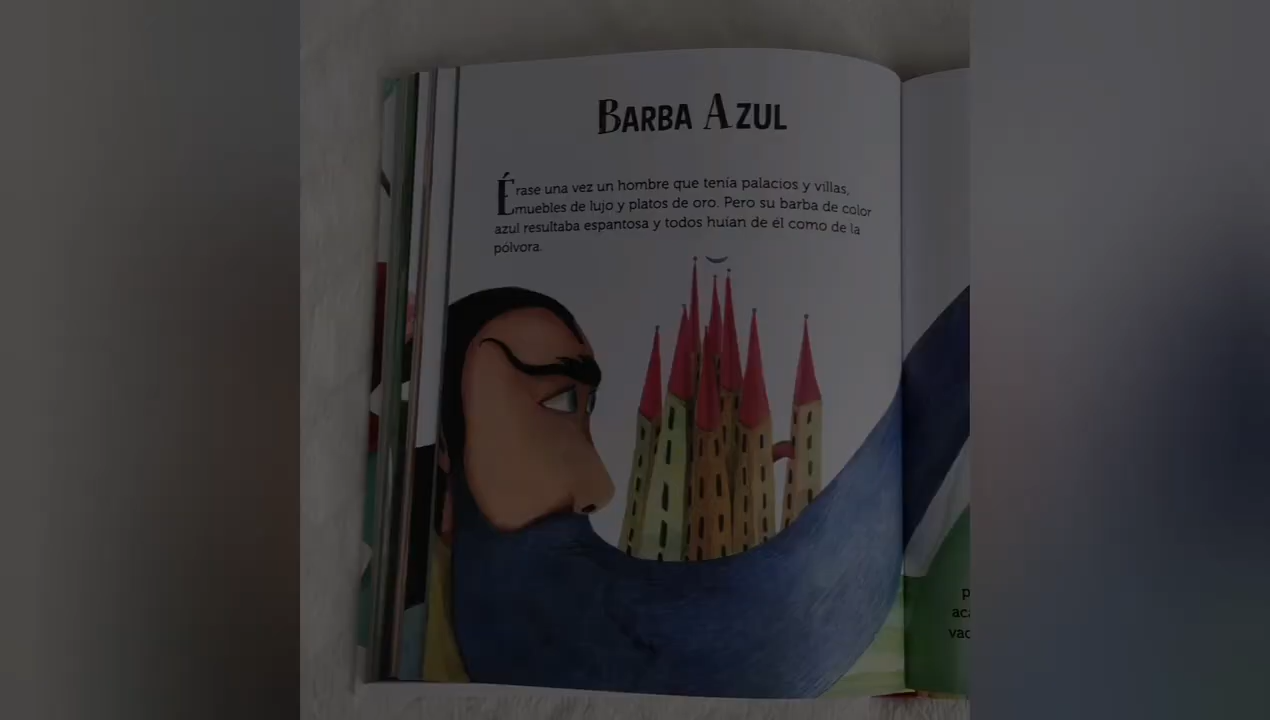 BARBA AZUL
Érase una vez un hombre que tenía palacios y villas,
muebles de lujo y platos de oro. Pero su barba de color
azul resultaba espantosa y todos huían de él como de la
pólvora.